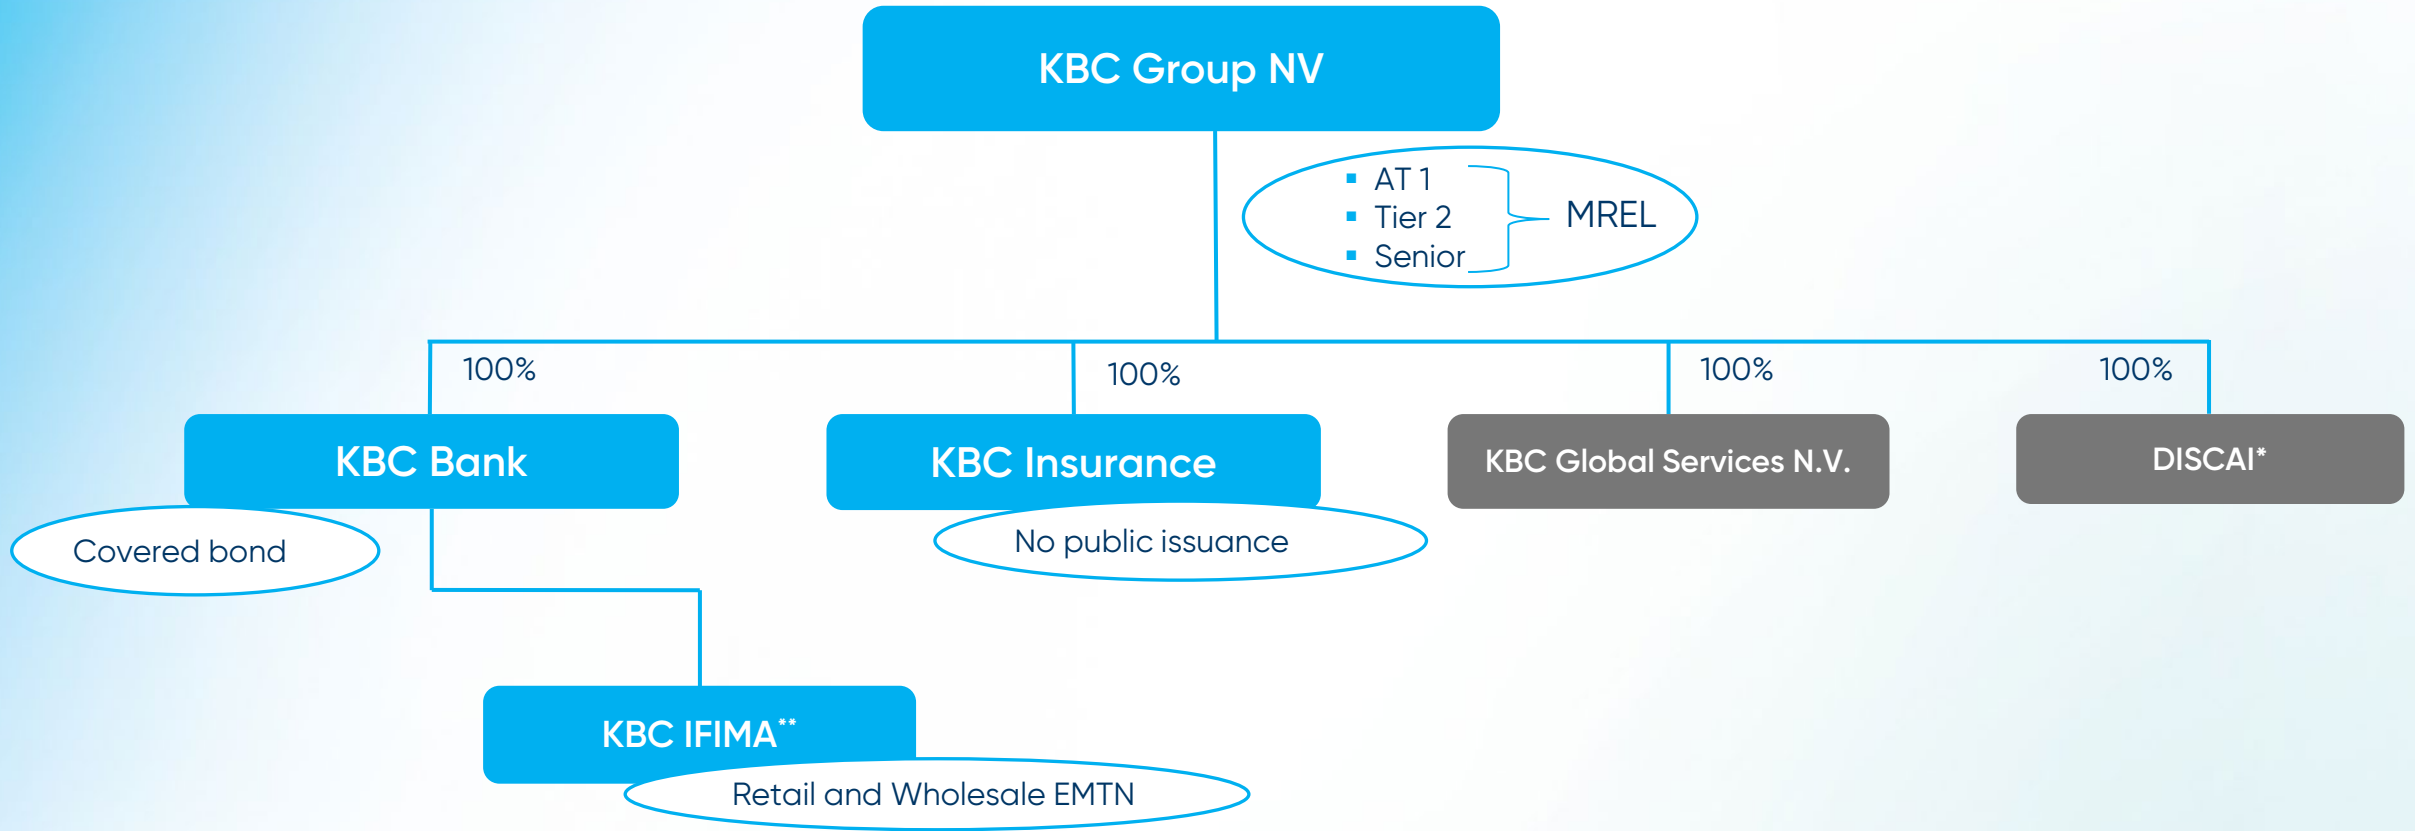 KBC Group NV
▪ AT 1
▪ Tier 2
▪ Senior
MREL
100%
100%
100%
100%
KBC Bank
KBC Insurance
KBC Global Services N.V.
DISCAI*
Covered bond
No public issuance
KBC IFIMA**
Retail and Wholesale EMTN